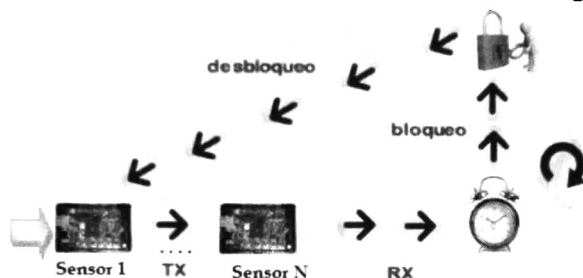 desbloqueo
bloqueo
Sensor 1 TX .... Sensor N RX